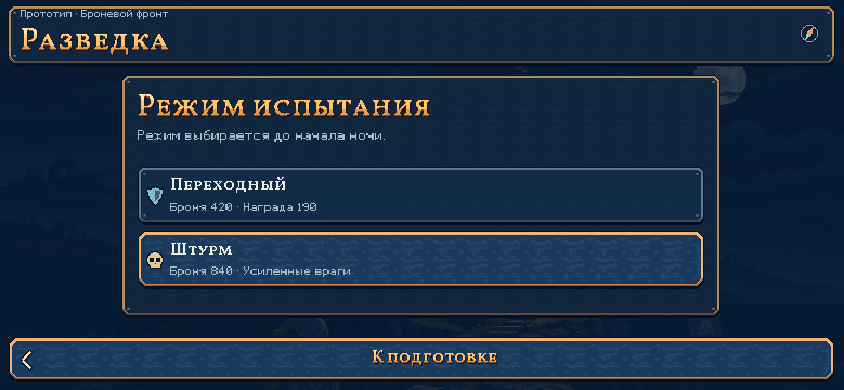 Прототип · Броневой фронт
Разведка
Режим испытания
Режим выбирается до начала ночи.
Переходный
Броня 420 · Награда 190
Штурм
Броня 840 · Усиленные враги
К подготовке